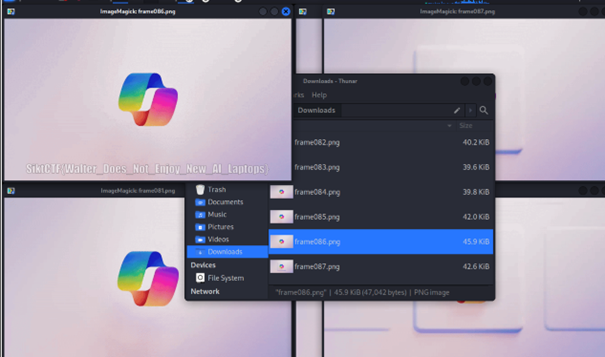 ImageMagick: frame086.png
ImageMagick: frame087.png
Downloads - Thunar
Help
Downloads
Size
frame082.png 40.2 KiB
frame083.png 39.6 KiB
frame084.png 39.8 KiB
frame085.png 42.0 KiB
frame086.png 45.9 KiB
frame087.png 42.6 KiB
SiktCTF{Walter_Does_Not_Enjoy_New_AI_Laptops}
ImageMagick: frame081.png
Trash
Documents
Music
Pictures
Videos
Downloads
Devices
File System
Network
"frame086.png" | 45.9 KiB (47,042 bytes) | PNG image